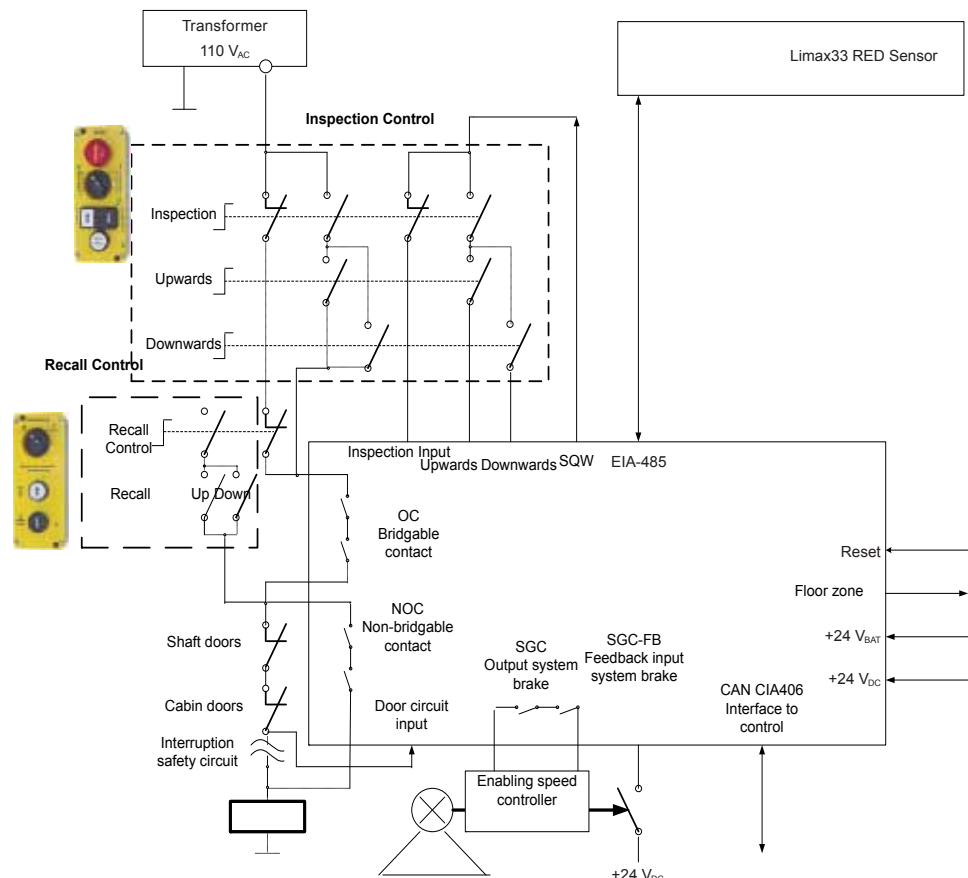 Transformer
110 VAC
Limax33 RED Sensor
Inspection Control
Inspection
Upwards
Downwards
Recall Control
Recall
Control
Recall
Up Down
Inspection Input
Upwards Downwards SQW
EIA-485
OC
Bridgable
contact
Reset
Floor zone
NOC
Non-bridgable
contact
+24 VBAT
Shaft doors
SGC
Output system
brake
SGC-FB
Feedback input
system brake
+24 VDC
Cabin doors
Door circuit
input
CAN CIA406
Interface to
control
Interruption
safety circuit
Enabling speed
controller
+24 VDC